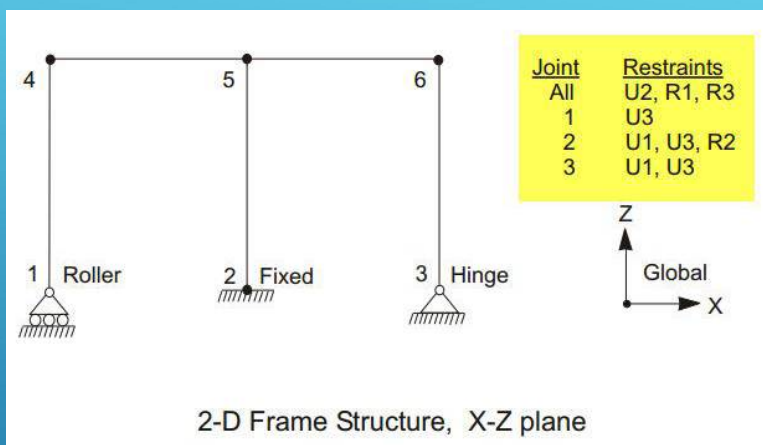 4
5
6
Joint Restraints
All U2, R1, R3
1 U3
2 U1, U3, R2
3 U1, U3
1 Roller
2 Fixed
3 Hinge
Z
Global
X
2-D Frame Structure, X-Z plane